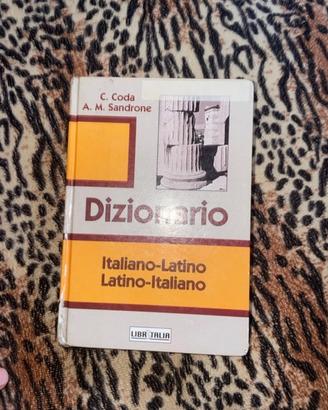 C. Coda
A. M. Sandrone
Dizionario
Italiano-Latino
Latino-Italiano
LIBRITALIA